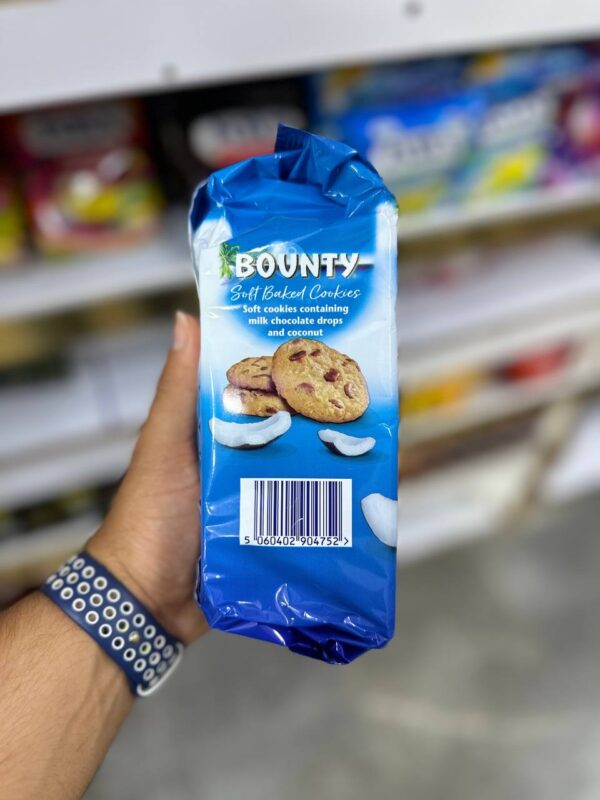 BOUNTY
Soft Baked Cookies
Soft cookies containing
milk chocolate drops
and coconut
5 060402 904752 >